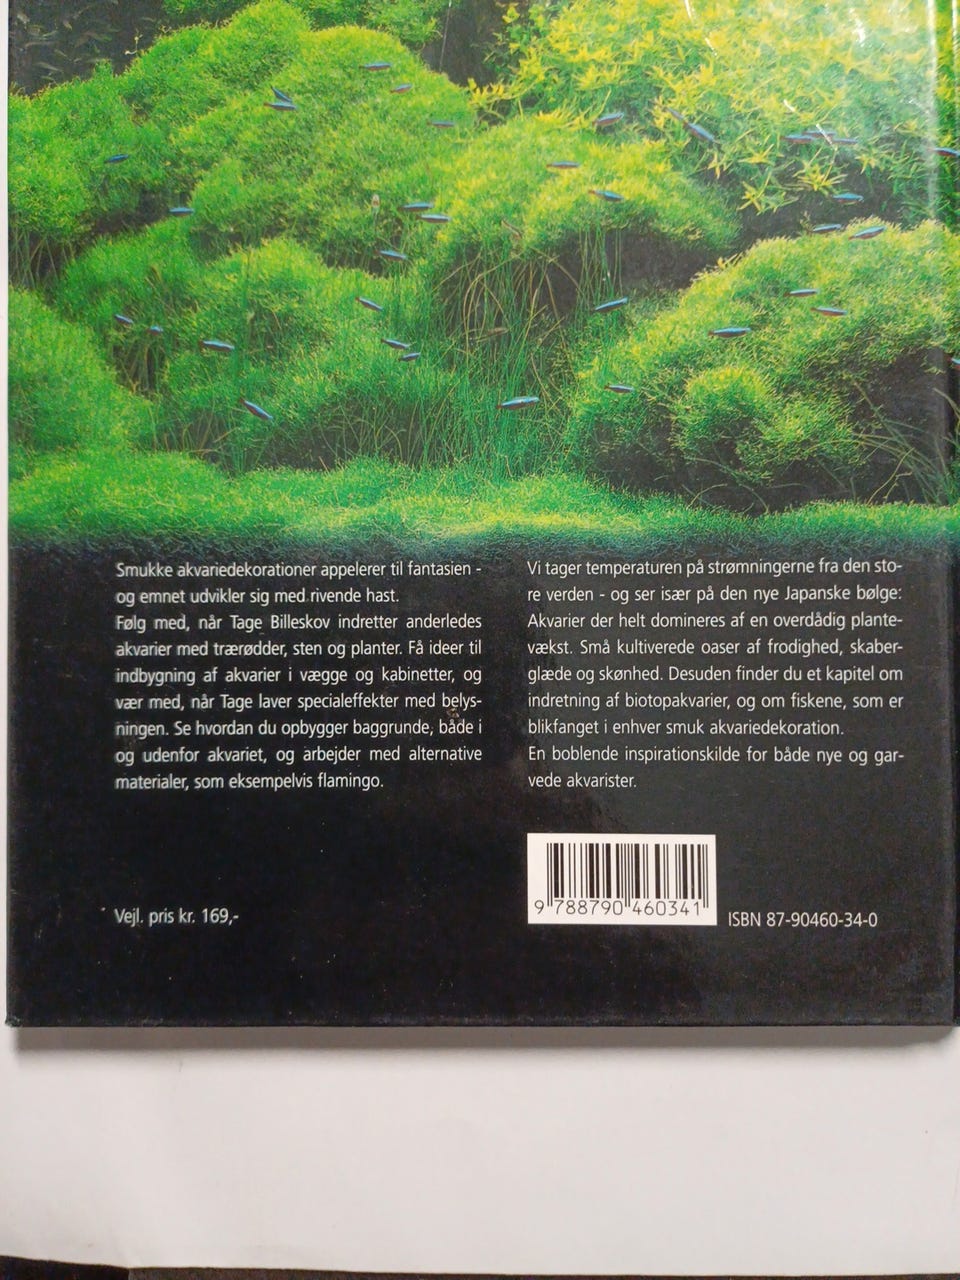 Smukke akvariedekorationer appelerer til fantasien -
og emnet udvikler sig med rivende hast.
Følg med, når Tage Billeskov indretter anderledes
akvarier med trærødder, sten og planter. Få ideer til
indbygning af akvarier i vægge og kabinetter, og
vær med, når Tage laver specialeffekter med belys-
ningen. Se hvordan du opbygger baggrunde, både i
og udenfor akvariet, og arbejder med alternative
materialer, som eksempelvis flamingo.
Vi tager temperaturen på strømningerne fra den sto-
re verden - og ser især på den nye Japanske bølge:
Akvarier der helt domineres af en overdådig plante-
vækst. Små kultiverede oaser af frodighed, skaber-
glæde og skønhed. Desuden finder du et kapitel om
indretning af biotopakvarier, og om fiskene, som er
blikfanget i enhver smuk akvariedekoration.
En boblende inspirationskilde for både nye og gar-
vede akvarister.
Vejl. pris kr. 169,-
9 788790 460341
ISBN 87-90460-34-0